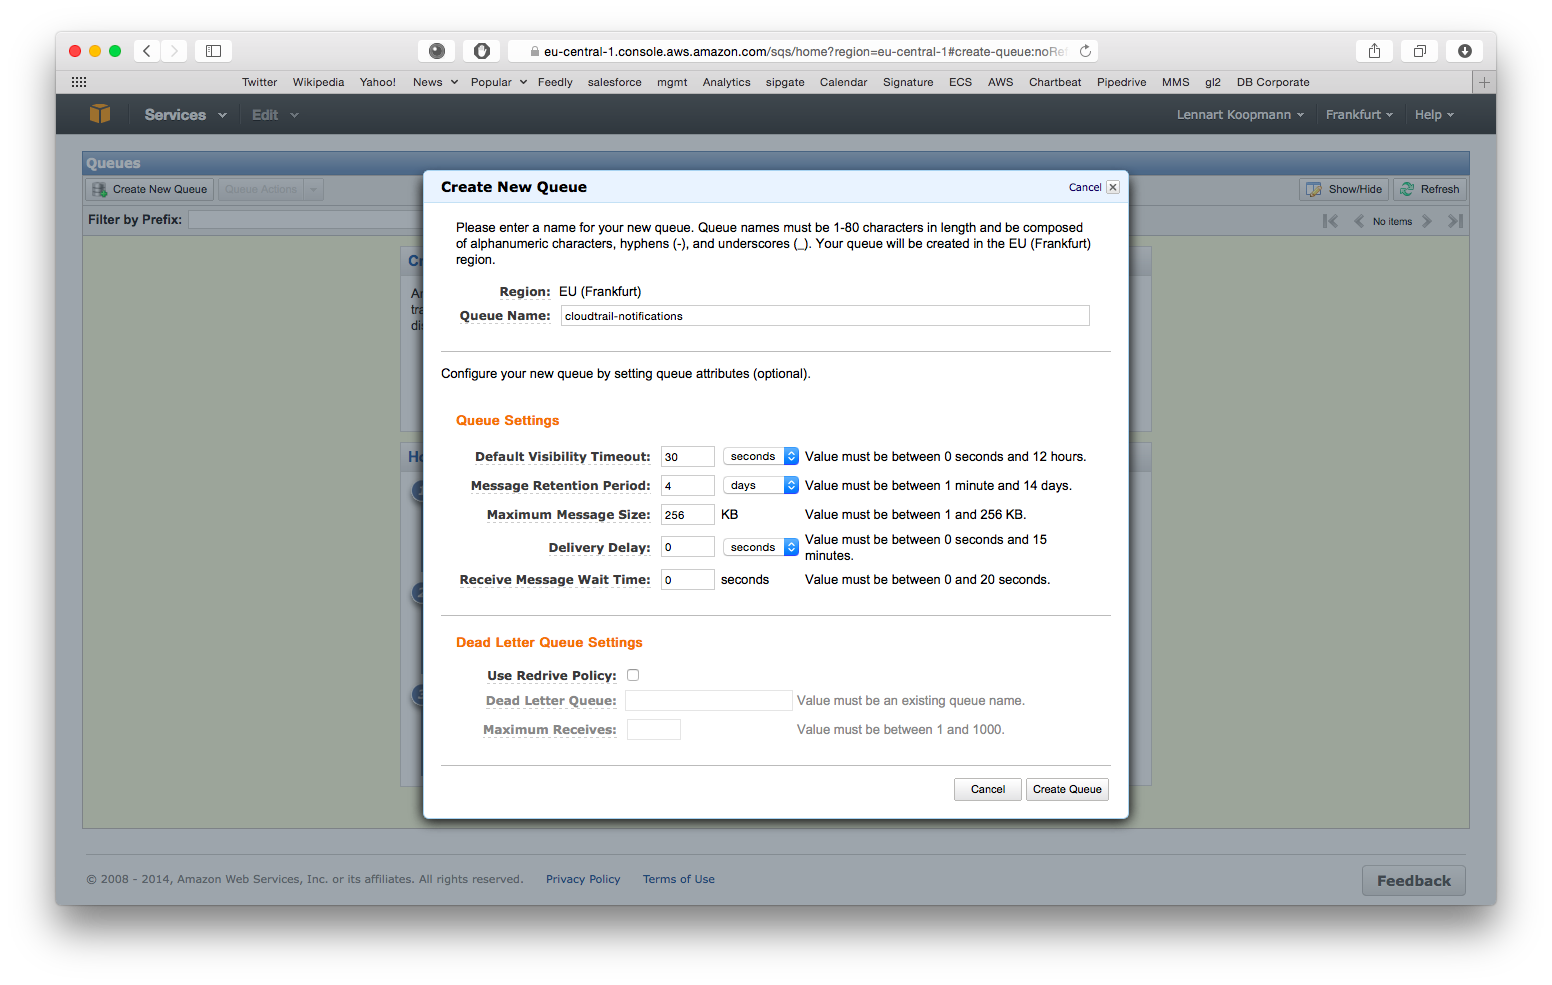 eu-central-1.console.aws.amazon.com/sqs/home?region=eu-central-1#create-queue:noRef
Twitter Wikipedia Yahoo! News Popular Feedly salesforce mgmt Analytics sipgate Calendar Signature ECS AWS Chartbeat Pipedrive MMS gl2 DB Corporate
Services Edit Lennart Koopmann Frankfurt Help
Queues
Create New Queue Queue Actions Show/Hide Refresh
Filter by Prefix: No items
Create New Queue Cancel
Please enter a name for your new queue. Queue names must be 1-80 characters in length and be composed
of alphanumeric characters, hyphens (-), and underscores (_). Your queue will be created in the EU (Frankfurt)
region.
Region: EU (Frankfurt)
Queue Name: cloudtrail-notifications
Configure your new queue by setting queue attributes (optional).
Queue Settings
Default Visibility Timeout: 30 seconds Value must be between 0 seconds and 12 hours.
Message Retention Period: 4 days Value must be between 1 minute and 14 days.
Maximum Message Size: 256 KB Value must be between 1 and 256 KB.
Delivery Delay: 0 seconds Value must be between 0 seconds and 15
minutes.
Receive Message Wait Time: 0 seconds Value must be between 0 and 20 seconds.
Dead Letter Queue Settings
Use Redrive Policy:
Dead Letter Queue: Value must be an existing queue name.
Maximum Receives: Value must be between 1 and 1000.
Cancel Create Queue
© 2008 - 2014, Amazon Web Services, Inc. or its affiliates. All rights reserved. Privacy Policy Terms of Use
Feedback